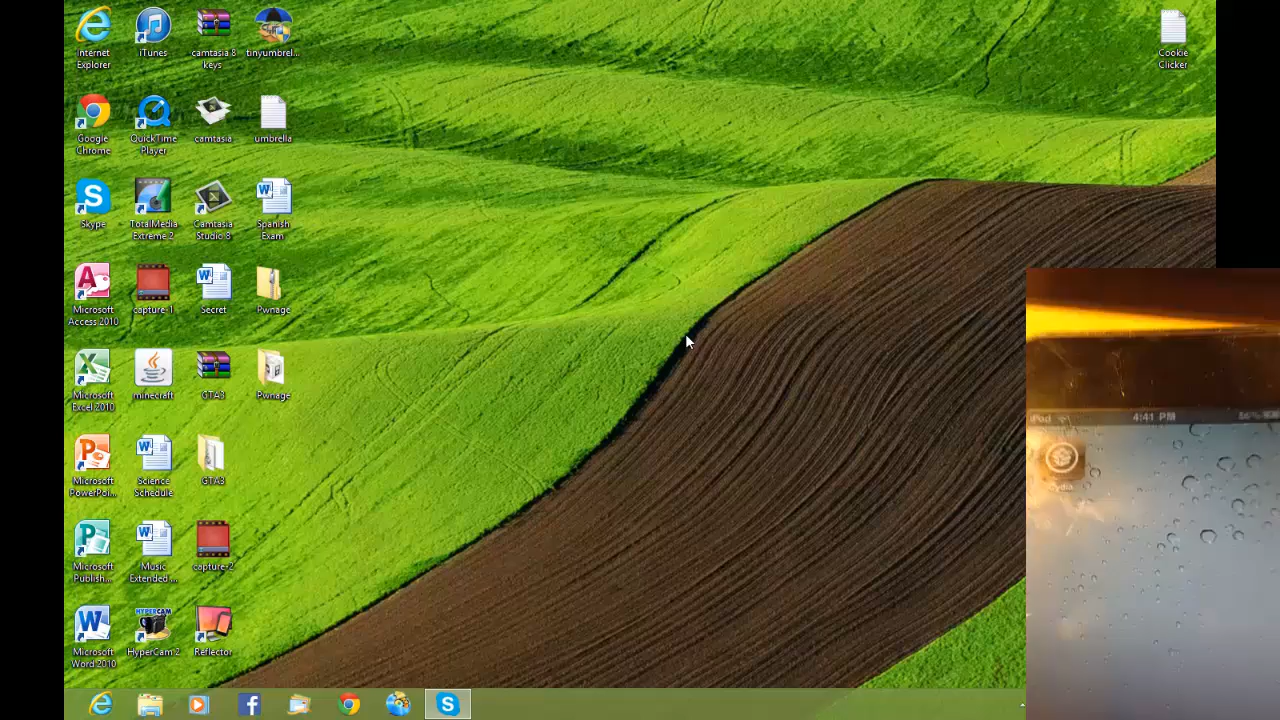 Internet
Explorer
iTunes
camtasia 8
keys
tinyumbrel...
Cookie
Clicker
Google
Chrome
QuickTime
Player
camtasia
umbrella
Skype
TotalMedia
Extreme 2
Camtasia
Studio 8
Spanish
Exam
Microsoft
Access 2010
capture-1
Secret
Pwnage
Microsoft
Excel 2010
minecraft
GTA3
Pwnage
Microsoft
PowerPoi...
Science
Schedule
GTA3
Microsoft
Publish...
Music
Extended ...
capture-2
HYPERCAM
Microsoft
Word 2010
HyperCam 2
Reflector
iPod
4:41 PM
Cydia